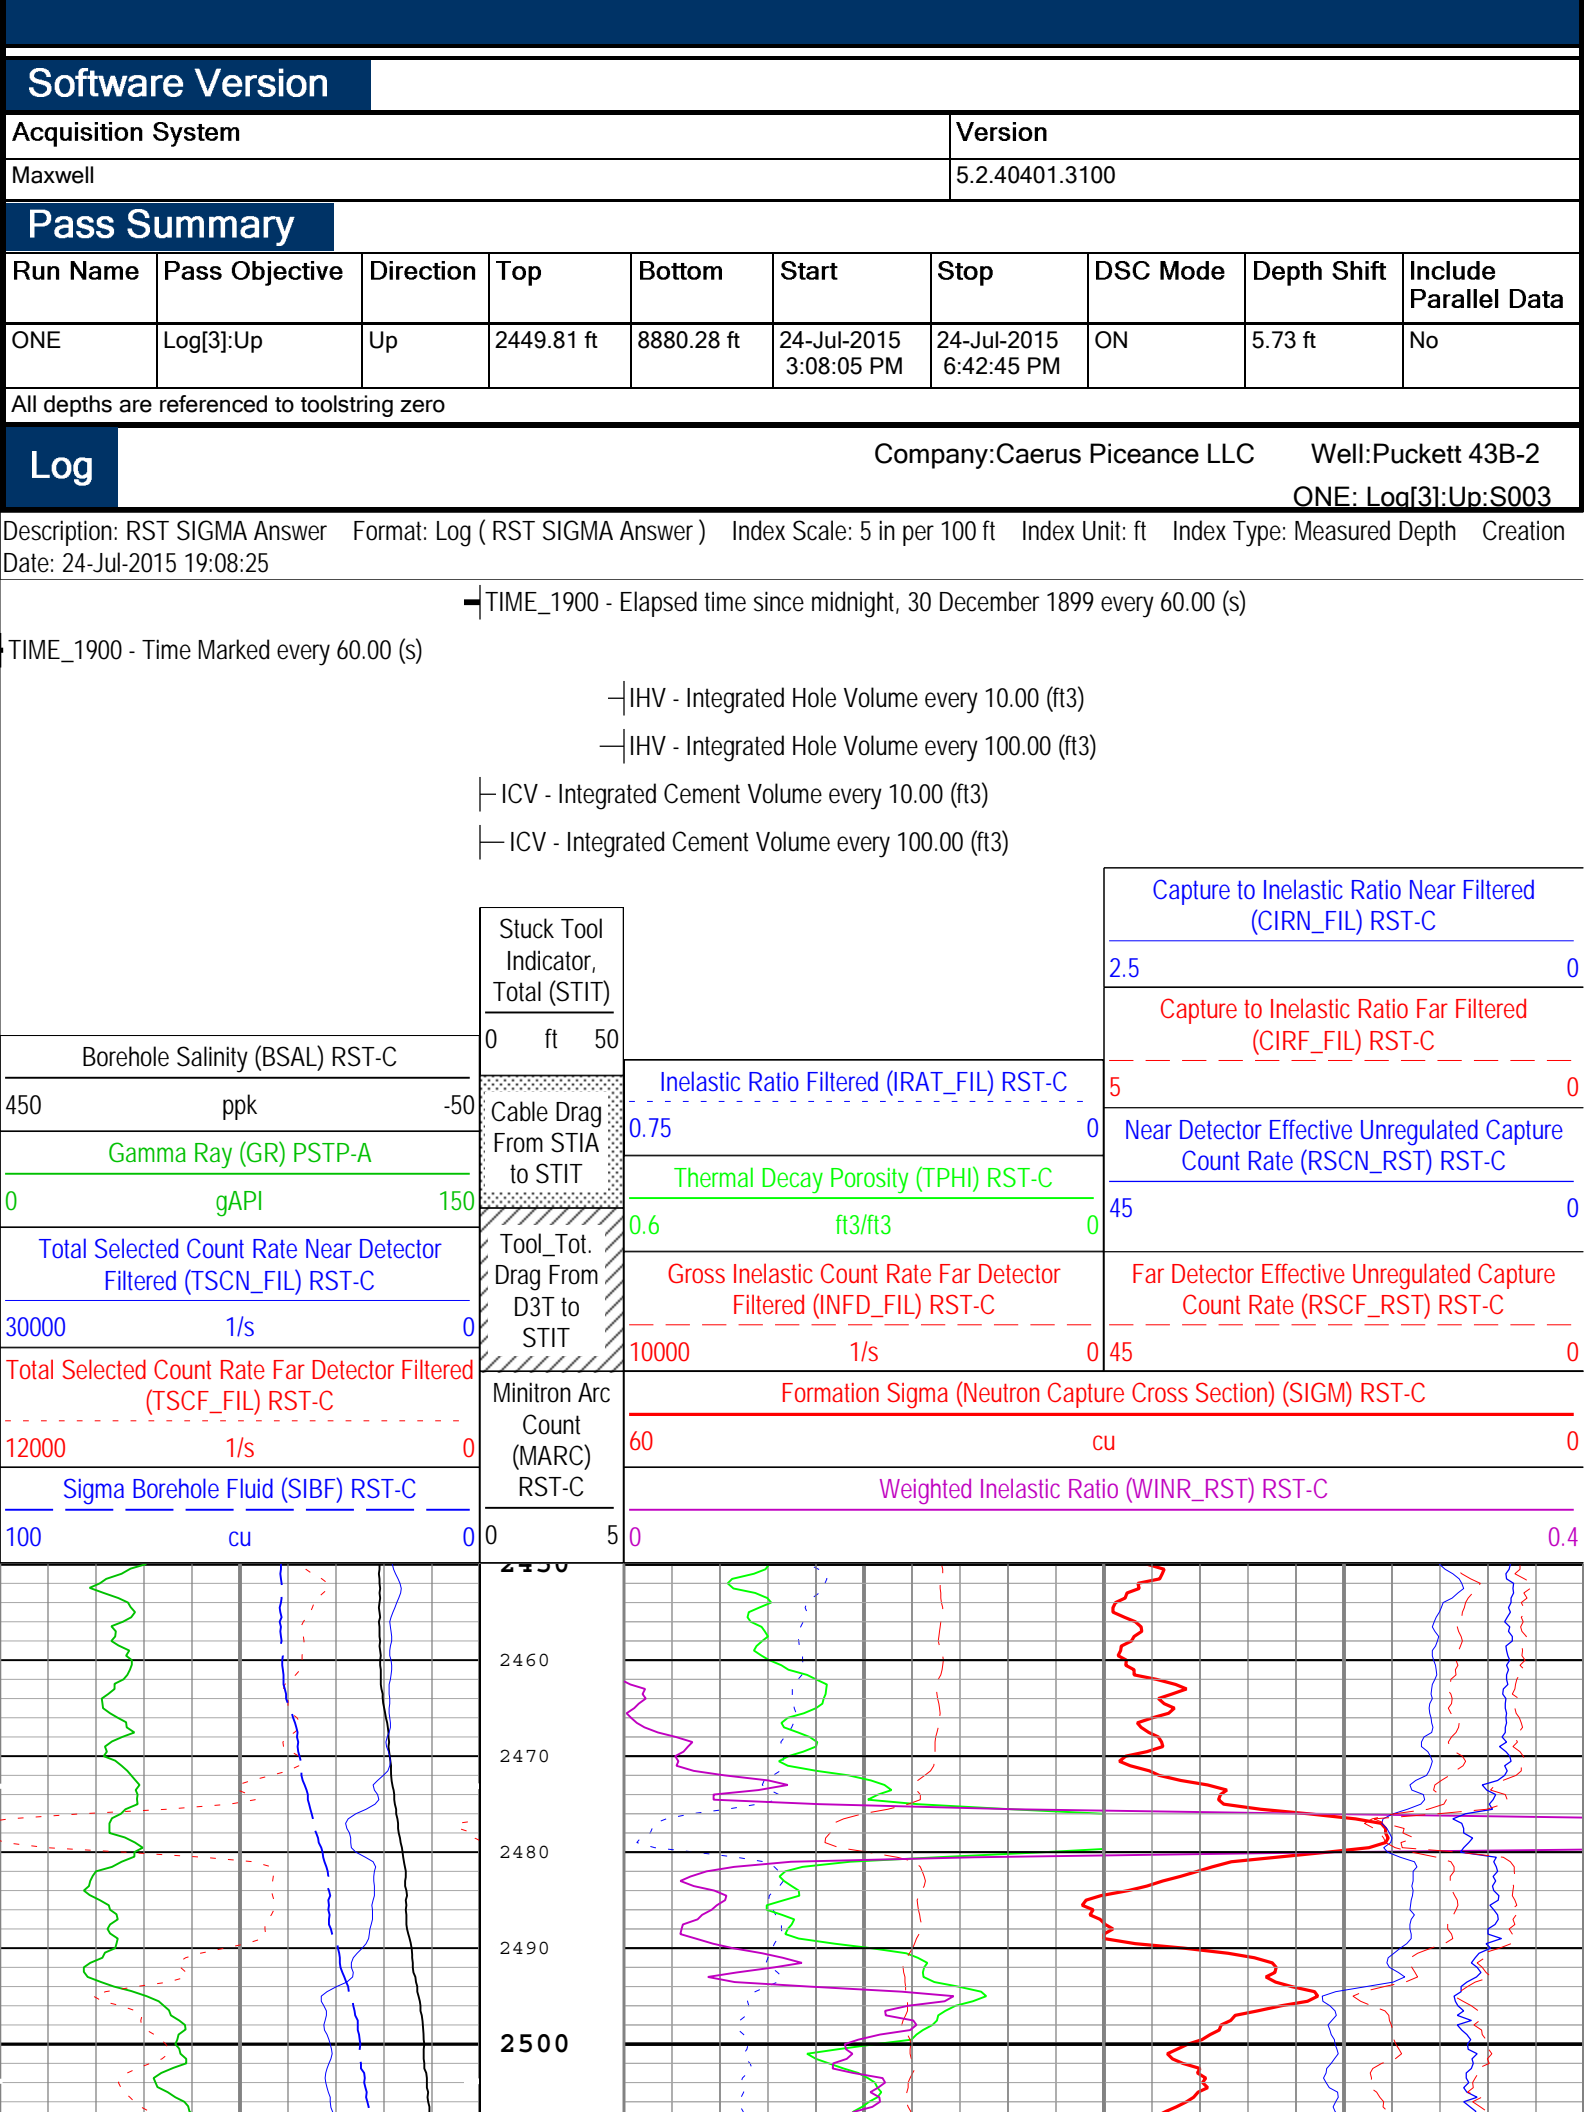 Software Version
Acquisition System Version
Maxwell 5.2.40401.3100
Pass Summary
Run Name Pass Objective Direction Top Bottom Start Stop DSC Mode Depth Shift Include
Parallel Data
ONE Log[3]:Up Up 2449.81 ft 8880.28 ft 24-Jul-2015 24-Jul-2015 ON 5.73 ft No
3:08:05 PM 6:42:45 PM
All depths are referenced to toolstring zero
Log
Company:Caerus Piceance LLC Well:Puckett 43B-2
ONE: Log[3]:Up:S003
Description: RST SIGMA Answer Format: Log ( RST SIGMA Answer ) Index Scale: 5 in per 100 ft Index Unit: ft Index Type: Measured Depth Creation
Date: 24-Jul-2015 19:08:25
TIME_1900 - Elapsed time since midnight, 30 December 1899 every 60.00 (s)
TIME_1900 - Time Marked every 60.00 (s)
IHV - Integrated Hole Volume every 10.00 (ft3)
IHV - Integrated Hole Volume every 100.00 (ft3)
ICV - Integrated Cement Volume every 10.00 (ft3)
ICV - Integrated Cement Volume every 100.00 (ft3)
Borehole Salinity (BSAL) RST-C
450 ppk -50
Gamma Ray (GR) PSTP-A
0 gAPI 150
Total Selected Count Rate Near Detector
Filtered (TSCN_FIL) RST-C
30000 1/s 0
Total Selected Count Rate Far Detector Filtered
(TSCF_FIL) RST-C
12000 1/s 0
Sigma Borehole Fluid (SIBF) RST-C
100 cu 0
Stuck Tool
Indicator,
Total (STIT)
0 ft 50
Cable Drag
From STIA
to STIT
Tool_Tot.
Drag From
D3T to
STIT
Minitron Arc
Count
(MARC)
RST-C
0 5
Inelastic Ratio Filtered (IRAT_FIL) RST-C
0.75 0
Thermal Decay Porosity (TPHI) RST-C
0.6 ft3/ft3 0
Gross Inelastic Count Rate Far Detector
Filtered (INFD_FIL) RST-C
10000 1/s 0
Capture to Inelastic Ratio Near Filtered
(CIRN_FIL) RST-C
2.5 0
Capture to Inelastic Ratio Far Filtered
(CIRF_FIL) RST-C
5 0
Near Detector Effective Unregulated Capture
Count Rate (RSCN_RST) RST-C
45 0
Far Detector Effective Unregulated Capture
Count Rate (RSCF_RST) RST-C
45 0
Formation Sigma (Neutron Capture Cross Section) (SIGM) RST-C
60 cu 0
Weighted Inelastic Ratio (WINR_RST) RST-C
0 0.4
2450
2460
2470
2480
2490
2500